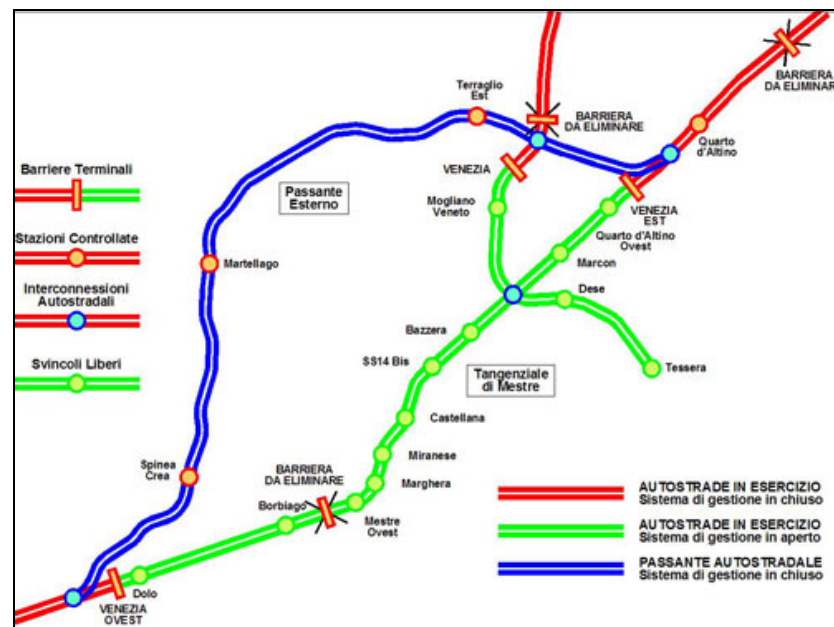 Terraglio
Est
BARRIERA
DA ELIMINARE
BARRIERA
DA ELIMINARE
Quarto
d'Altino
Barriere Terminali
VENEZIA
Passante
Esterno
Mogliano
Veneto
VENEZIA
EST
Quarto d'Altino
Ovest
Stazioni Controllate
Martellago
Marcon
Interconnessioni
Autostradali
Dese
Bazzera
Svincoli Liberi
SS14 Bis
Tangenziale
di Mestre
Tessera
Castellana
Miranese
Spinea
Crea
BARRIERA
DA ELIMINARE
Marghera
Borbiago
Mestre
Ovest
Dolo
VENEZIA
OVEST
AUTOSTRADE IN ESERCIZIO
Sistema di gestione in chiuso
AUTOSTRADE IN ESERCIZIO
Sistema di gestione in aperto
PASSANTE AUTOSTRADALE
Sistema di gestione in chiuso